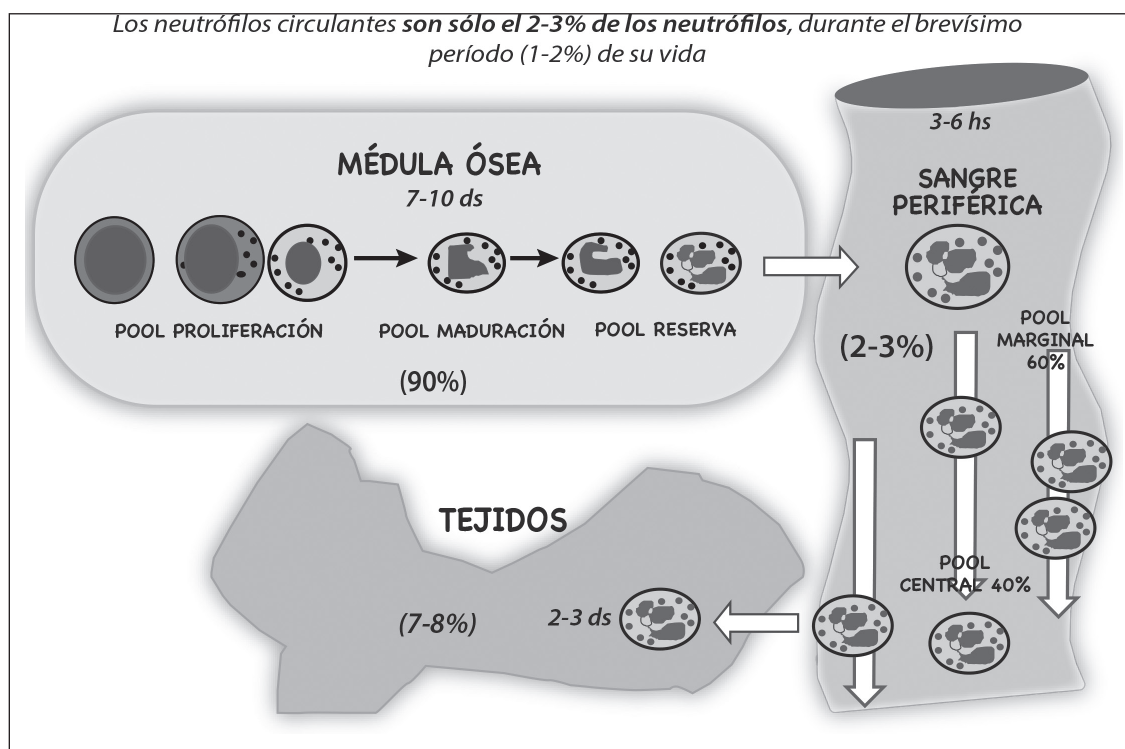 Los neutrófilos circulantes son sólo el 2-3% de los neutrófilos, durante el brevísimo
período (1-2%) de su vida
MÉDULA ÓSEA
7-10 ds
POOL PROLIFERACIÓN
POOL MADURACIÓN
POOL RESERVA
(90%)
3-6 hs
SANGRE
PERIFÉRICA
(2-3%)
POOL
MARGINAL
60%
POOL
CENTRAL 40%
TEJIDOS
(7-8%)
2-3 ds